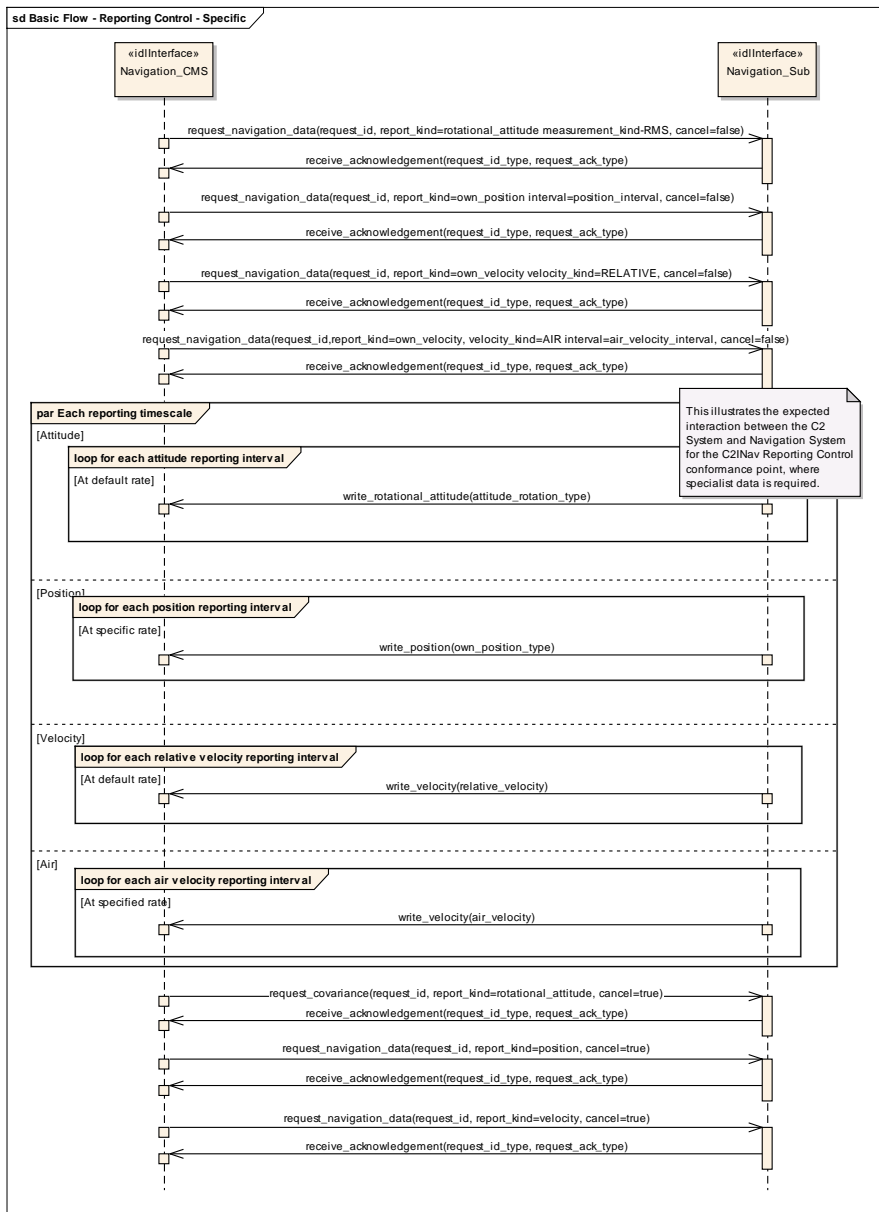 sd Basic Flow - Reporting Control - Specific
«idlInterface»
Navigation_CMS
«idlInterface»
Navigation_Sub
request_navigation_data(request_id, report_kind=rotational_attitude measurement_kind-RMS, cancel=false)
receive_acknowledgement(request_id_type, request_ack_type)
request_navigation_data(request_id, report_kind=own_position interval=position_interval, cancel=false)
receive_acknowledgement(request_id_type, request_ack_type)
request_navigation_data(request_id, report_kind=own_velocity velocity_kind=RELATIVE, cancel=false)
receive_acknowledgement(request_id_type, request_ack_type)
request_navigation_data(request_id,report_kind=own_velocity, velocity_kind=AIR interval=air_velocity_interval, cancel=false)
receive_acknowledgement(request_id_type, request_ack_type)
This illustrates the expected
interaction between the C2
System and Navigation System
for the C2INav Reporting Control
conformance point, where
specialist data is required.
par Each reporting timescale
[Attitude]
loop for each attitude reporting interval
[At default rate]
write_rotational_attitude(attitude_rotation_type)
[Position]
loop for each position reporting interval
[At specific rate]
write_position(own_position_type)
[Velocity]
loop for each relative velocity reporting interval
[At default rate]
write_velocity(relative_velocity)
[Air]
loop for each air velocity reporting interval
[At specified rate]
write_velocity(air_velocity)
request_covariance(request_id, report_kind=rotational_attitude, cancel=true)
receive_acknowledgement(request_id_type, request_ack_type)
request_navigation_data(request_id, report_kind=position, cancel=true)
receive_acknowledgement(request_id_type, request_ack_type)
request_navigation_data(request_id, report_kind=velocity, cancel=true)
receive_acknowledgement(request_id_type, request_ack_type)